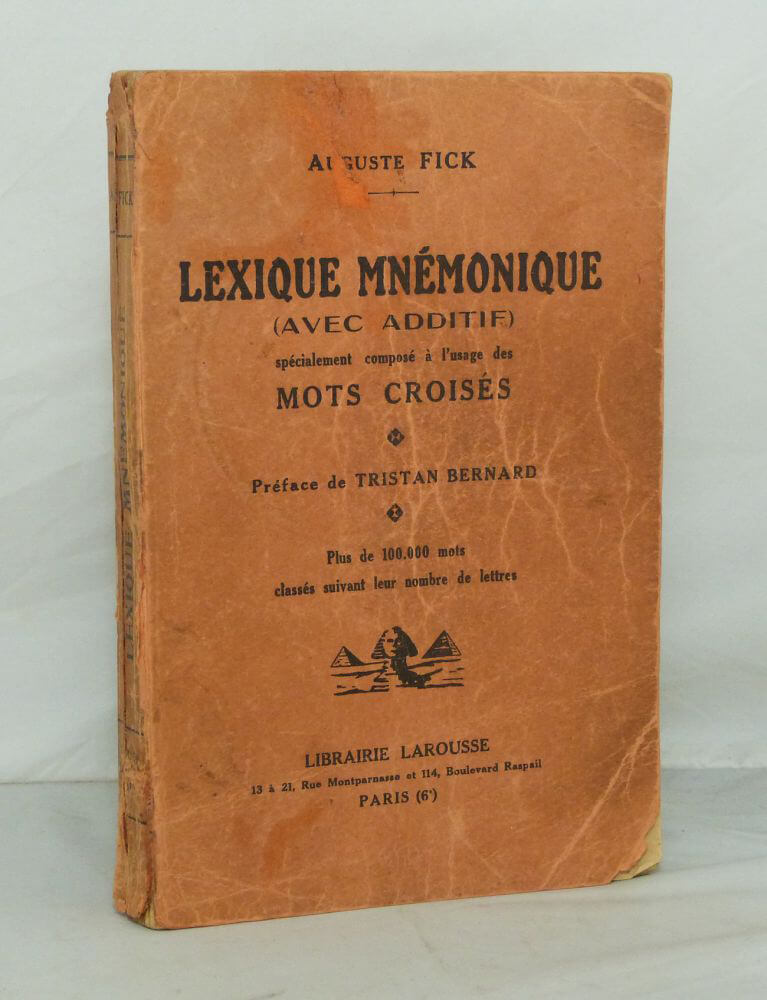 AUGUSTE FICK
LEXIQUE MNÉMONIQUE
(AVEC ADDITIF)
spécialement composé à l'usage des
MOTS CROISÉS
Préface de TRISTAN BERNARD
Plus de 100.000 mots
classés suivant leur nombre de lettres
LIBRAIRIE LAROUSSE
13 à 21, Rue Montparnasse et 114, Boulevard Raspail
PARIS (6ᵉ)
FICK
LEXIQUE MNÉMONIQUE